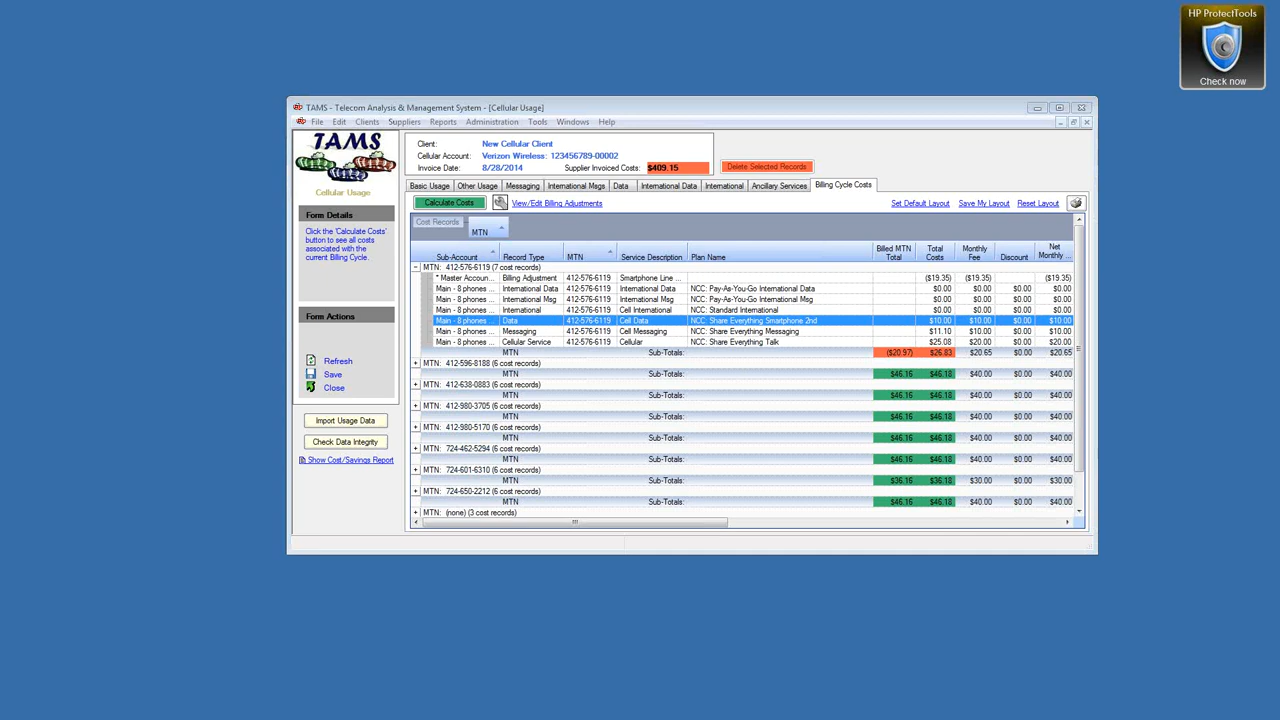 HP ProtectTools
Check now
TAMS - Telecom Analysis & Management System - [Cellular Usage]
File Edit Clients Suppliers Reports Administration Tools Windows Help
TAMS
Cellular Usage
Form Details
Click the 'Calculate Costs'
button to see all costs
associated with the
current Billing Cycle.
Form Actions
Refresh
Save
Close
Import Usage Data
Check Data Integrity
Show Cost/Savings Report
Client: New Cellular Client
Cellular Account: Verizon Wireless: 123456789-00002
Invoice Date: 8/28/2014 Supplier Invoiced Costs: $409.15
Delete Selected Records
Basic Usage Other Usage Messaging International Msgs Data International Data International Ancillary Services Billing Cycle Costs
Calculate Costs View/Edit Billing Adjustments Set Default Layout Save My Layout Reset Layout
Cost Records MTN
Sub-Account Record Type MTN Service Description Plan Name Billed MTN Total Total Costs Monthly Fee Discount Net Monthly ...
MTN: 412-576-6119 (7 cost records)
* Master Accoun... Billing Adjustment 412-576-6119 Smartphone Line ... ($19.35) ($19.35) ($19.35)
Main - 8 phones ... International Data 412-576-6119 International Data NCC: Pay-As-You-Go International Data $0.00 $0.00 $0.00 $0.00
Main - 8 phones ... International Msg 412-576-6119 International Msg NCC: Pay-As-You-Go International Msg $0.00 $0.00 $0.00 $0.00
Main - 8 phones ... International 412-576-6119 Cell International NCC: Standard International $0.00 $0.00 $0.00 $0.00
Main - 8 phones ... Data 412-576-6119 Cell Data NCC: Share Everything Smartphone 2nd $10.00 $10.00 $0.00 $10.00
Main - 8 phones ... Messaging 412-576-6119 Cell Messaging NCC: Share Everything Messaging $11.10 $10.00 $0.00 $10.00
Main - 8 phones ... Cellular Service 412-576-6119 Cellular NCC: Share Everything Talk $25.08 $20.00 $0.00 $20.00
MTN Sub-Totals: ($20.97) $26.83 $20.65 $0.00 $20.65
MTN: 412-596-8188 (6 cost records)
MTN Sub-Totals: $46.16 $46.18 $40.00 $0.00 $40.00
MTN: 412-638-0883 (6 cost records)
MTN Sub-Totals: $46.16 $46.18 $40.00 $0.00 $40.00
MTN: 412-980-3705 (6 cost records)
MTN Sub-Totals: $46.16 $46.18 $40.00 $0.00 $40.00
MTN: 412-980-5170 (6 cost records)
MTN Sub-Totals: $46.16 $46.18 $40.00 $0.00 $40.00
MTN: 724-462-5294 (6 cost records)
MTN Sub-Totals: $46.16 $46.18 $40.00 $0.00 $40.00
MTN: 724-601-6310 (6 cost records)
MTN Sub-Totals: $36.16 $36.18 $30.00 $0.00 $30.00
MTN: 724-650-2212 (6 cost records)
MTN Sub-Totals: $46.16 $46.18 $40.00 $0.00 $40.00
MTN: (none) (3 cost records)